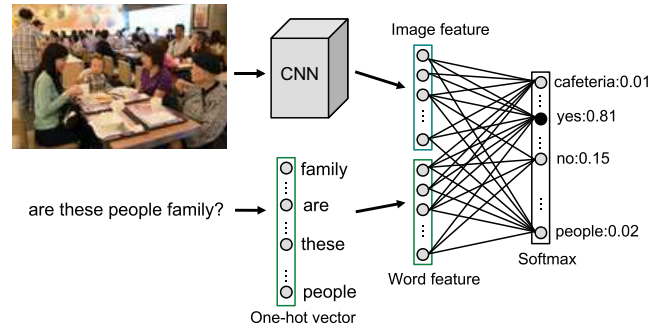 Image feature
CNN
cafeteria:0.01
yes:0.81
no:0.15
people:0.02
Softmax
are these people family?
family
are
these
people
One-hot vector
Word feature